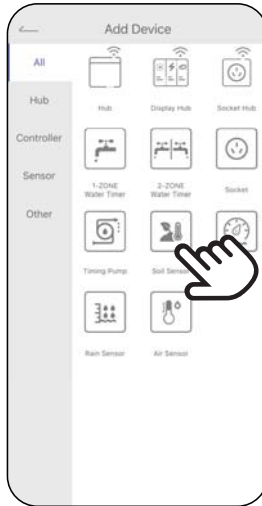 Add Device
All
Hub
Controller
Sensor
Other
Hub
Display Hub
Socket Hub
1-ZONE
Water Timer
2-ZONE
Water Timer
Socket
Timing Pump
Soil Sensor
Rain Sensor
Air Sensor